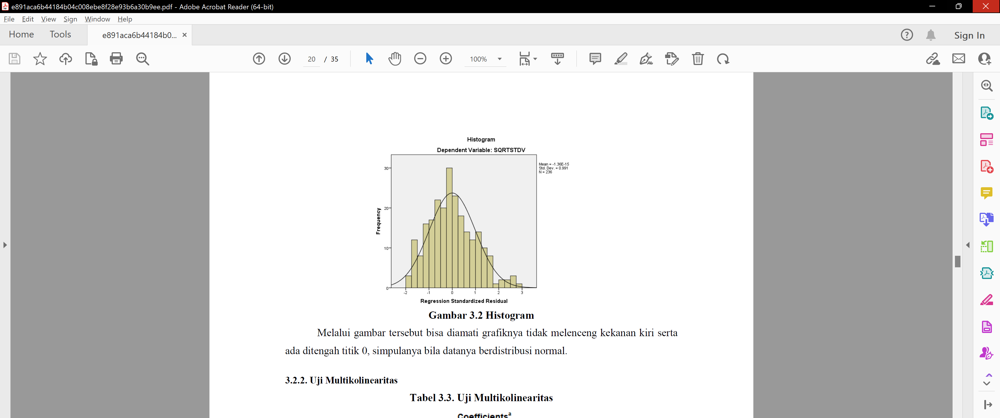 e891aca6b44184b04c008ebe8f28e93b6a30b9ee.pdf - Adobe Acrobat Reader (64-bit)
File Edit View Sign Window Help
Home Tools e891aca6b44184b0... × Sign In
20 / 35 100%
Histogram
Dependent Variable: SQRTSTDV
Mean = -1.36E-15
Std. Dev. = 0.991
N = 236
Frequency
30
20
10
0
-2 -1 0 1 2 3
Regression Standardized Residual
Gambar 3.2 Histogram
Melalui gambar tersebut bisa diamati grafiknya tidak melenceng kekanan kiri serta
ada ditengah titik 0, simpulanya bila datanya berdistribusi normal.
3.2.2. Uji Multikolinearitas
Tabel 3.3. Uji Multikolinearitas
Coefficientsᵃ